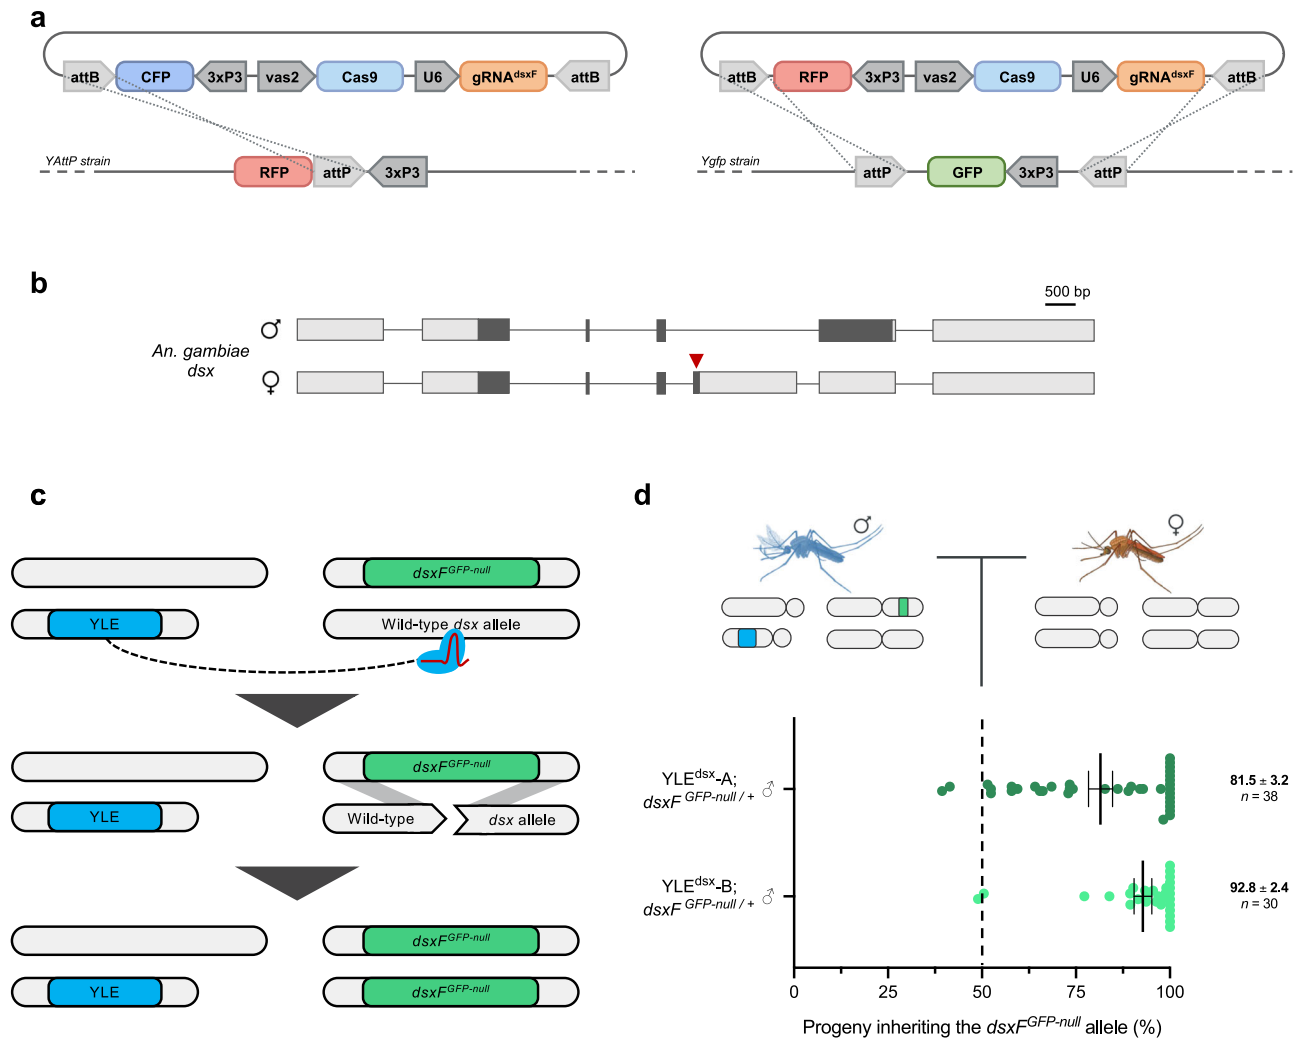 a
attB CFP 3xP3 vas2 Cas9 U6 gRNAdsxF attB
YAttP strain
RFP attP 3xP3
attB RFP 3xP3 vas2 Cas9 U6 gRNAdsxF attB
Ygfp strain
attP GFP 3xP3 attP
b
500 bp
An. gambiae
dsx
♂
♀
c
dsxFGFP-null
YLE
Wild-type dsx allele
dsxFGFP-null
YLE
Wild-type
dsx allele
dsxFGFP-null
YLE
dsxFGFP-null
d
♂
♀
YLEdsx-A;
dsxF GFP-null / + ♂
81.5 ± 3.2
n = 38
YLEdsx-B;
dsxF GFP-null / + ♂
92.8 ± 2.4
n = 30
0 25 50 75 100
Progeny inheriting the dsxFGFP-null allele (%)